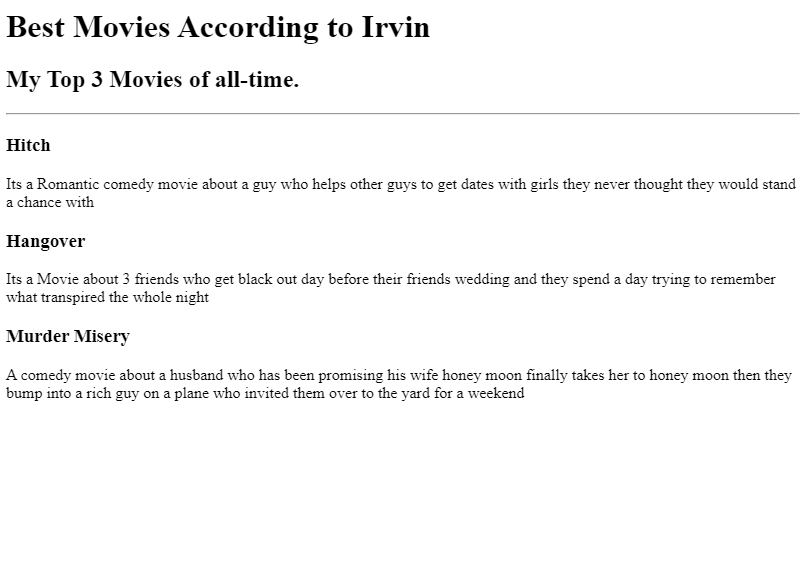 Best Movies According to Irvin
My Top 3 Movies of all-time.
Hitch
Its a Romantic comedy movie about a guy who helps other guys to get dates with girls they never thought they would stand
a chance with
Hangover
Its a Movie about 3 friends who get black out day before their friends wedding and they spend a day trying to remember
what transpired the whole night
Murder Misery
A comedy movie about a husband who has been promising his wife honey moon finally takes her to honey moon then they
bump into a rich guy on a plane who invited them over to the yard for a weekend